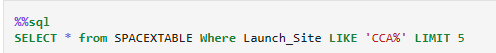 %%sql
SELECT * from SPACEXTABLE Where Launch_Site LIKE 'CCA%' LIMIT 5